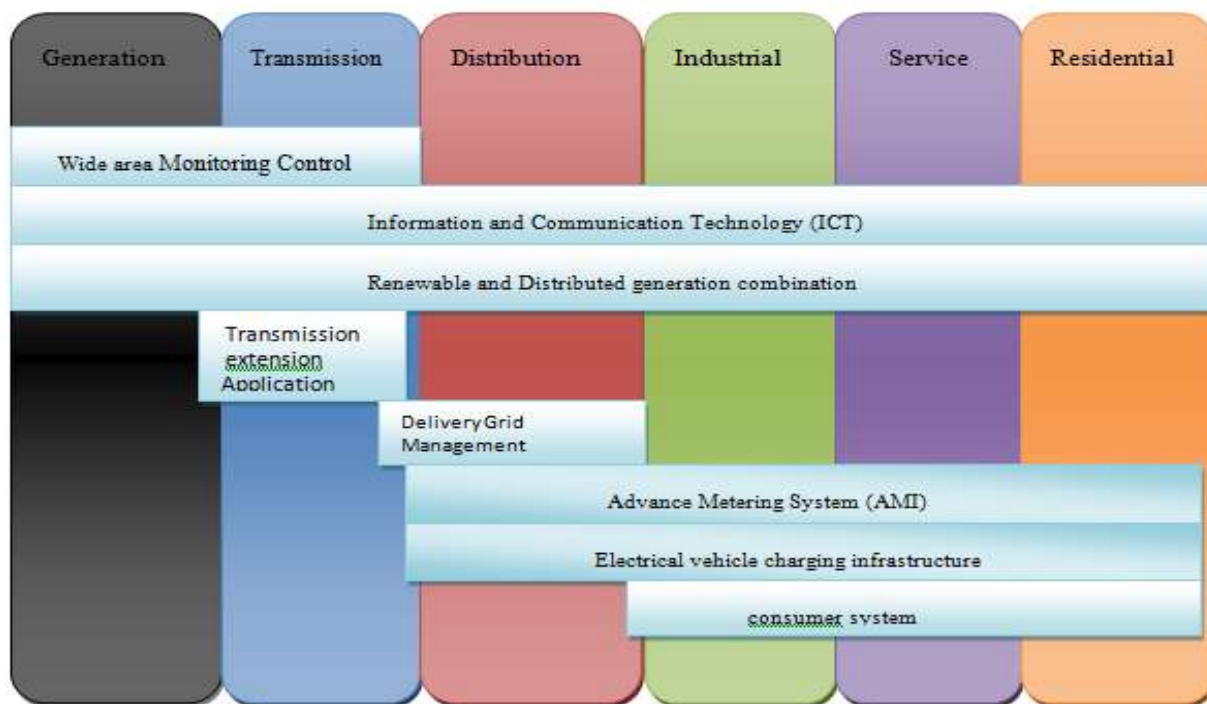 Generation Transmission Distribution Industrial Service Residential
Wide area Monitoring Control
Information and Communication Technology (ICT)
Renewable and Distributed generation combination
Transmission
extension
Application
Delivery Grid
Management
Advance Metering System (AMI)
Electrical vehicle charging infrastructure
consumer system